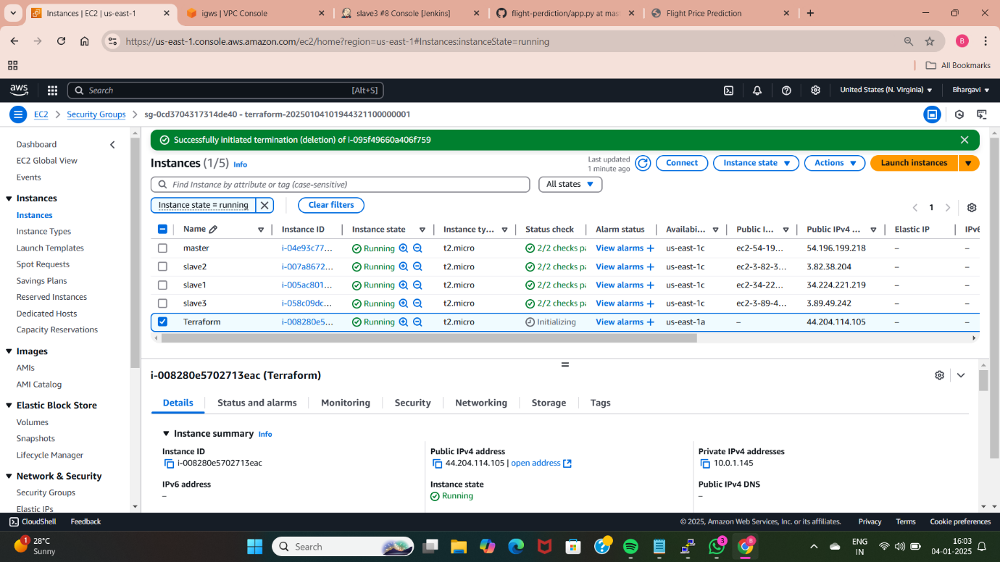 Instances | EC2 | us-east-1
igws | VPC Console
slave3 #8 Console [Jenkins]
flight-perdiction/app.py at mas
Flight Price Prediction
https://us-east-1.console.aws.amazon.com/ec2/home?region=us-east-1#Instances:instanceState=running
B
All Bookmarks
aws
Search
[Alt+S]
United States (N. Virginia)
Bhargavi
EC2
Security Groups
sg-0cd3704317314de40 - terraform-20250104101944321100000001
Dashboard
EC2 Global View
Events
Instances
Instances
Instance Types
Launch Templates
Spot Requests
Savings Plans
Reserved Instances
Dedicated Hosts
Capacity Reservations
Images
AMIs
AMI Catalog
Elastic Block Store
Volumes
Snapshots
Lifecycle Manager
Network & Security
Security Groups
Elastic IPs
Successfully initiated termination (deletion) of i-095f49660a406f759
Instances (1/5) Info
Last updated
1 minute ago
Connect
Instance state
Actions
Launch instances
Find Instance by attribute or tag (case-sensitive)
All states
Instance state = running
Clear filters
1
Name Instance ID Instance state Instance ty... Status check Alarm status Availabi... Public I... Public IPv4 ... Elastic IP IPv6
master i-04e93c77... Running t2.micro 2/2 checks pa View alarms + us-east-1c ec2-54-19... 54.196.199.218 – –
slave2 i-007a8672... Running t2.micro 2/2 checks pa View alarms + us-east-1c ec2-3-82-3... 3.82.38.204 – –
slave1 i-005ac801... Running t2.micro 2/2 checks pa View alarms + us-east-1c ec2-34-22... 34.224.221.219 – –
slave3 i-058c09dc... Running t2.micro 2/2 checks pa View alarms + us-east-1c ec2-3-89-4... 3.89.49.242 – –
Terraform i-008280e5... Running t2.micro Initializing View alarms + us-east-1a – 44.204.114.105 – –
i-008280e5702713eac (Terraform)
Details
Status and alarms
Monitoring
Security
Networking
Storage
Tags
Instance summary Info
Instance ID
i-008280e5702713eac
Public IPv4 address
44.204.114.105 | open address
Private IPv4 addresses
10.0.1.145
IPv6 address
–
Instance state
Running
Public IPv4 DNS
–
CloudShell
Feedback
© 2025, Amazon Web Services, Inc. or its affiliates.
Privacy
Terms
Cookie preferences
1
28°C
Sunny
Search
3
B
ENG
IN
16:03
04-01-2025